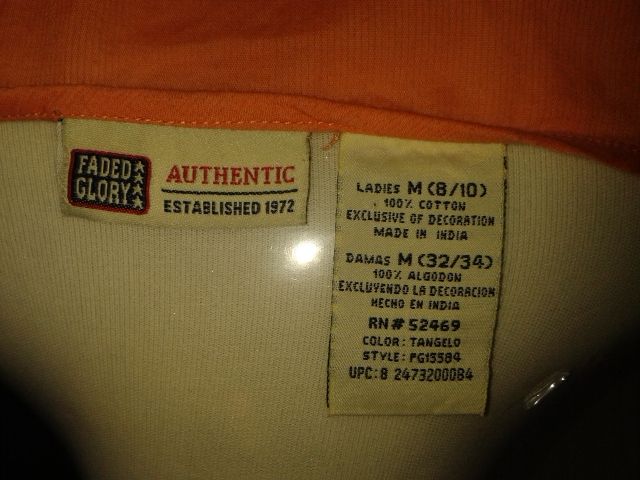 FADED
GLORY
AUTHENTIC
ESTABLISHED 1972
LADIES M (8/10)
100% COTTON
EXCLUSIVE OF DECORATION
MADE IN INDIA
DAMAS M (32/34)
100% ALGODON
EXCLUYENDO LA DECORACION
HECHO EN INDIA
RN# 52469
COLOR: TANGELO
STYLE: PG15584
UPC: 8 2473200084